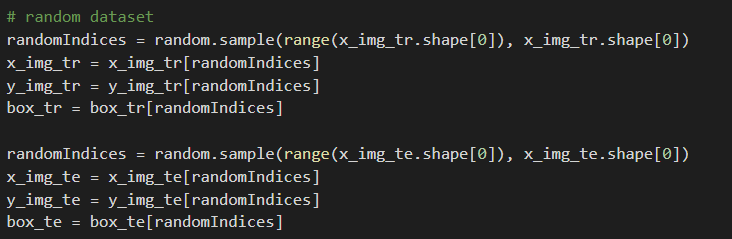 # random dataset
randomIndices = random.sample(range(x_img_tr.shape[0]), x_img_tr.shape[0])
x_img_tr = x_img_tr[randomIndices]
y_img_tr = y_img_tr[randomIndices]
box_tr = box_tr[randomIndices]

randomIndices = random.sample(range(x_img_te.shape[0]), x_img_te.shape[0])
x_img_te = x_img_te[randomIndices]
y_img_te = y_img_te[randomIndices]
box_te = box_te[randomIndices]